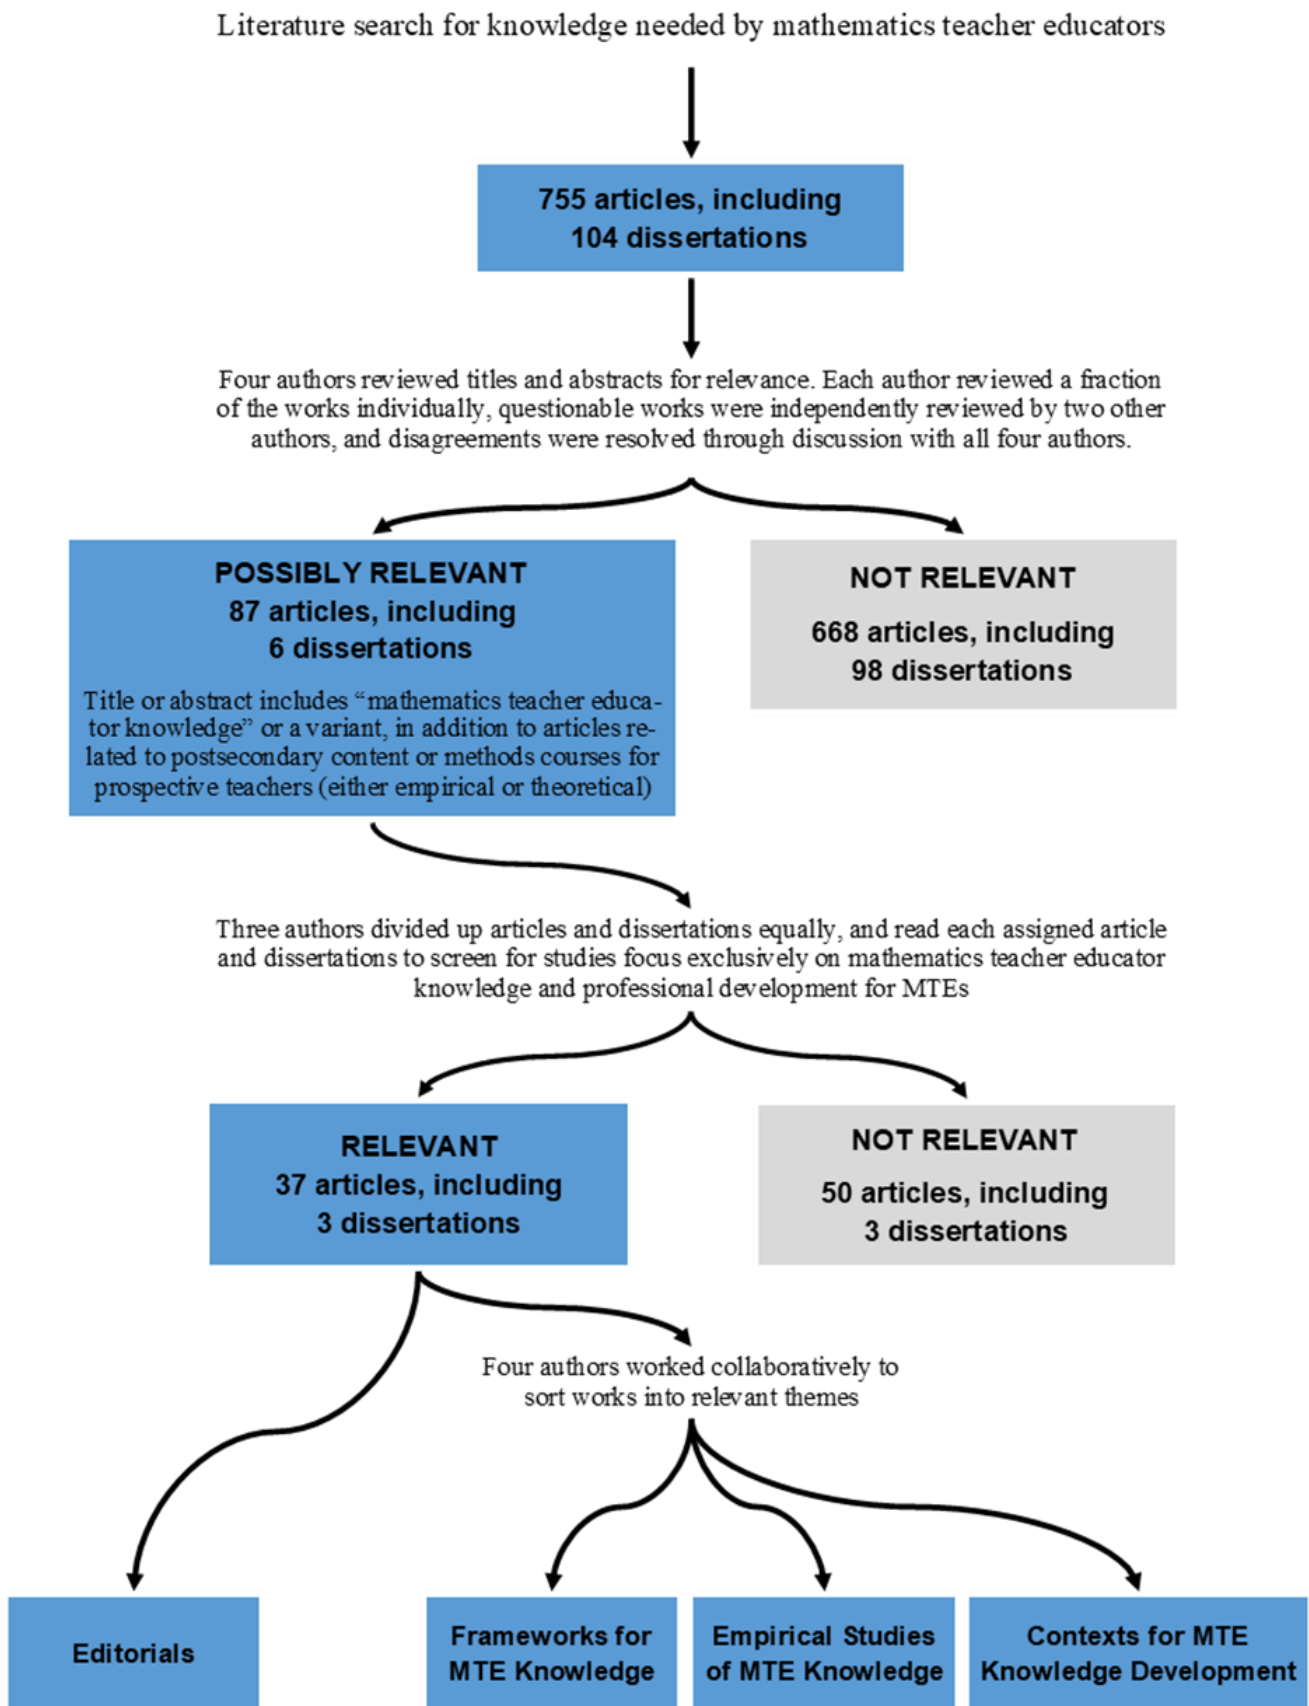 Literature search for knowledge needed by mathematics teacher educators
755 articles, including
104 dissertations
Four authors reviewed titles and abstracts for relevance. Each author reviewed a fraction
of the works individually, questionable works were independently reviewed by two other
authors, and disagreements were resolved through discussion with all four authors.
POSSIBLY RELEVANT
87 articles, including
6 dissertations
Title or abstract includes “mathematics teacher educa-
tor knowledge” or a variant, in addition to articles re-
lated to postsecondary content or methods courses for
prospective teachers (either empirical or theoretical)
NOT RELEVANT
668 articles, including
98 dissertations
Three authors divided up articles and dissertations equally, and read each assigned article
and dissertations to screen for studies focus exclusively on mathematics teacher educator
knowledge and professional development for MTEs
RELEVANT
37 articles, including
3 dissertations
NOT RELEVANT
50 articles, including
3 dissertations
Four authors worked collaboratively to
sort works into relevant themes
Editorials
Frameworks for
MTE Knowledge
Empirical Studies
of MTE Knowledge
Contexts for MTE
Knowledge Development